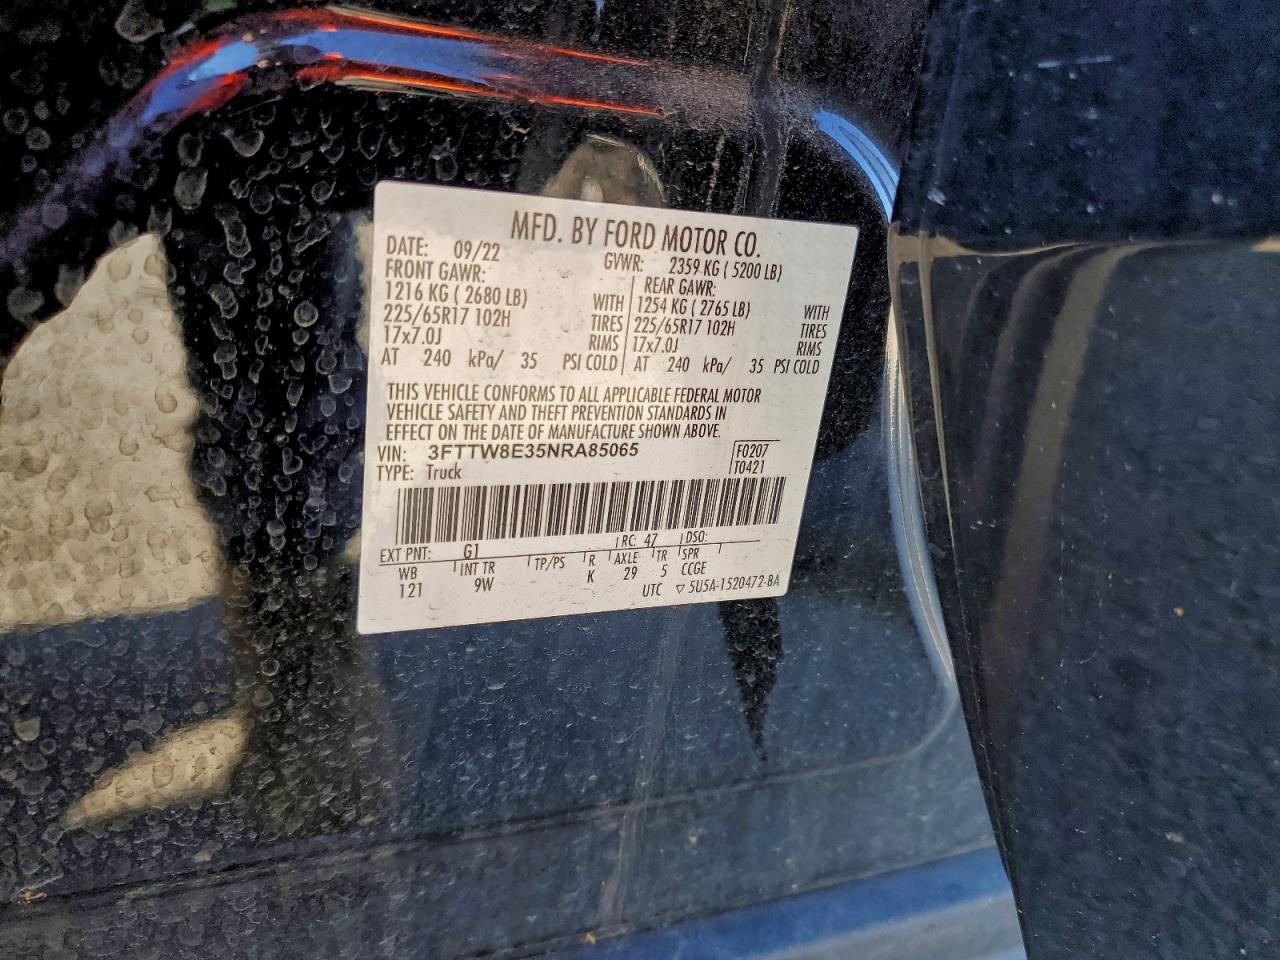 MFD. BY FORD MOTOR CO.
DATE: 09/22 GVWR: 2359 KG ( 5200 LB)
FRONT GAWR: REAR GAWR:
1216 KG ( 2680 LB) WITH 1254 KG ( 2765 LB) WITH
225/65R17 102H TIRES 225/65R17 102H TIRES
17x7.0J RIMS 17x7.0J RIMS
AT 240 kPa/ 35 PSI COLD AT 240 kPa/ 35 PSI COLD
THIS VEHICLE CONFORMS TO ALL APPLICABLE FEDERAL MOTOR
VEHICLE SAFETY AND THEFT PREVENTION STANDARDS IN
EFFECT ON THE DATE OF MANUFACTURE SHOWN ABOVE.
VIN: 3FTTW8E35NRA85065 F0207
TYPE: Truck T0421
EXT PNT: G1 RC: 47 DSO:
WB INT TR TP/PS R AXLE TR SPR
121 9W K 29 5 CCGE
UTC ▽ 5U5A-1520472-BA